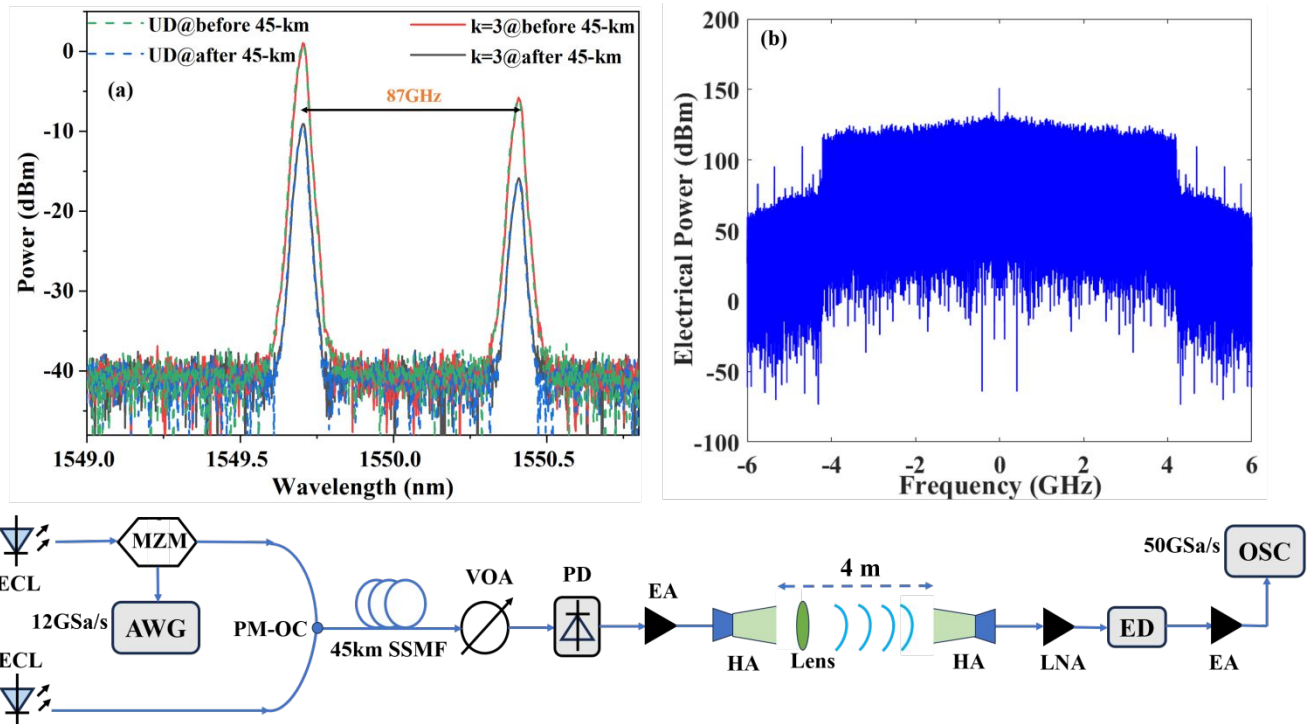 UD@before 45-km
k=3@before 45-km
UD@after 45-km
k=3@after 45-km
(a)
87GHz
0
-10
-20
-30
-40
Power (dBm)
1549.0
1549.5
1550.0
1550.5
Wavelength (nm)
(b)
200
150
100
50
0
-50
-100
Electrical Power (dBm)
-6
-4
-2
0
2
4
6
Frequency (GHz)
ECL
MZM
12GSa/s
AWG
ECL
PM-OC
45km SSMF
VOA
PD
EA
HA
Lens
4 m
HA
LNA
ED
EA
50GSa/s
OSC